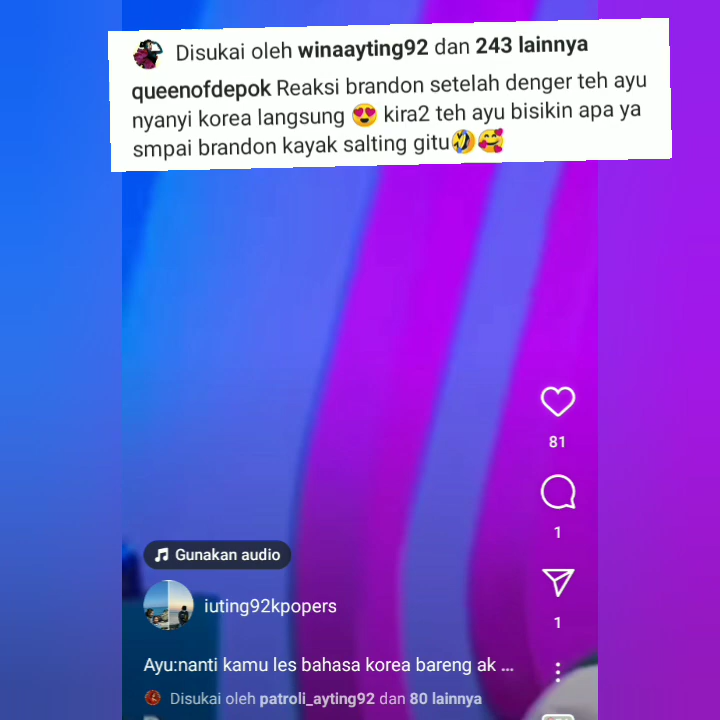 Disukai oleh winaayting92 dan 243 lainnya
queenofdepok Reaksi brandon setelah denger teh ayu
nyanyi korea langsung 😍 kira2 teh ayu bisikin apa ya
smpai brandon kayak salting gitu🤣🥰
81
1
1
Gunakan audio
iuting92kpopers
Ayu:nanti kamu les bahasa korea bareng ak ...
Disukai oleh patroli_ayting92 dan 80 lainnya